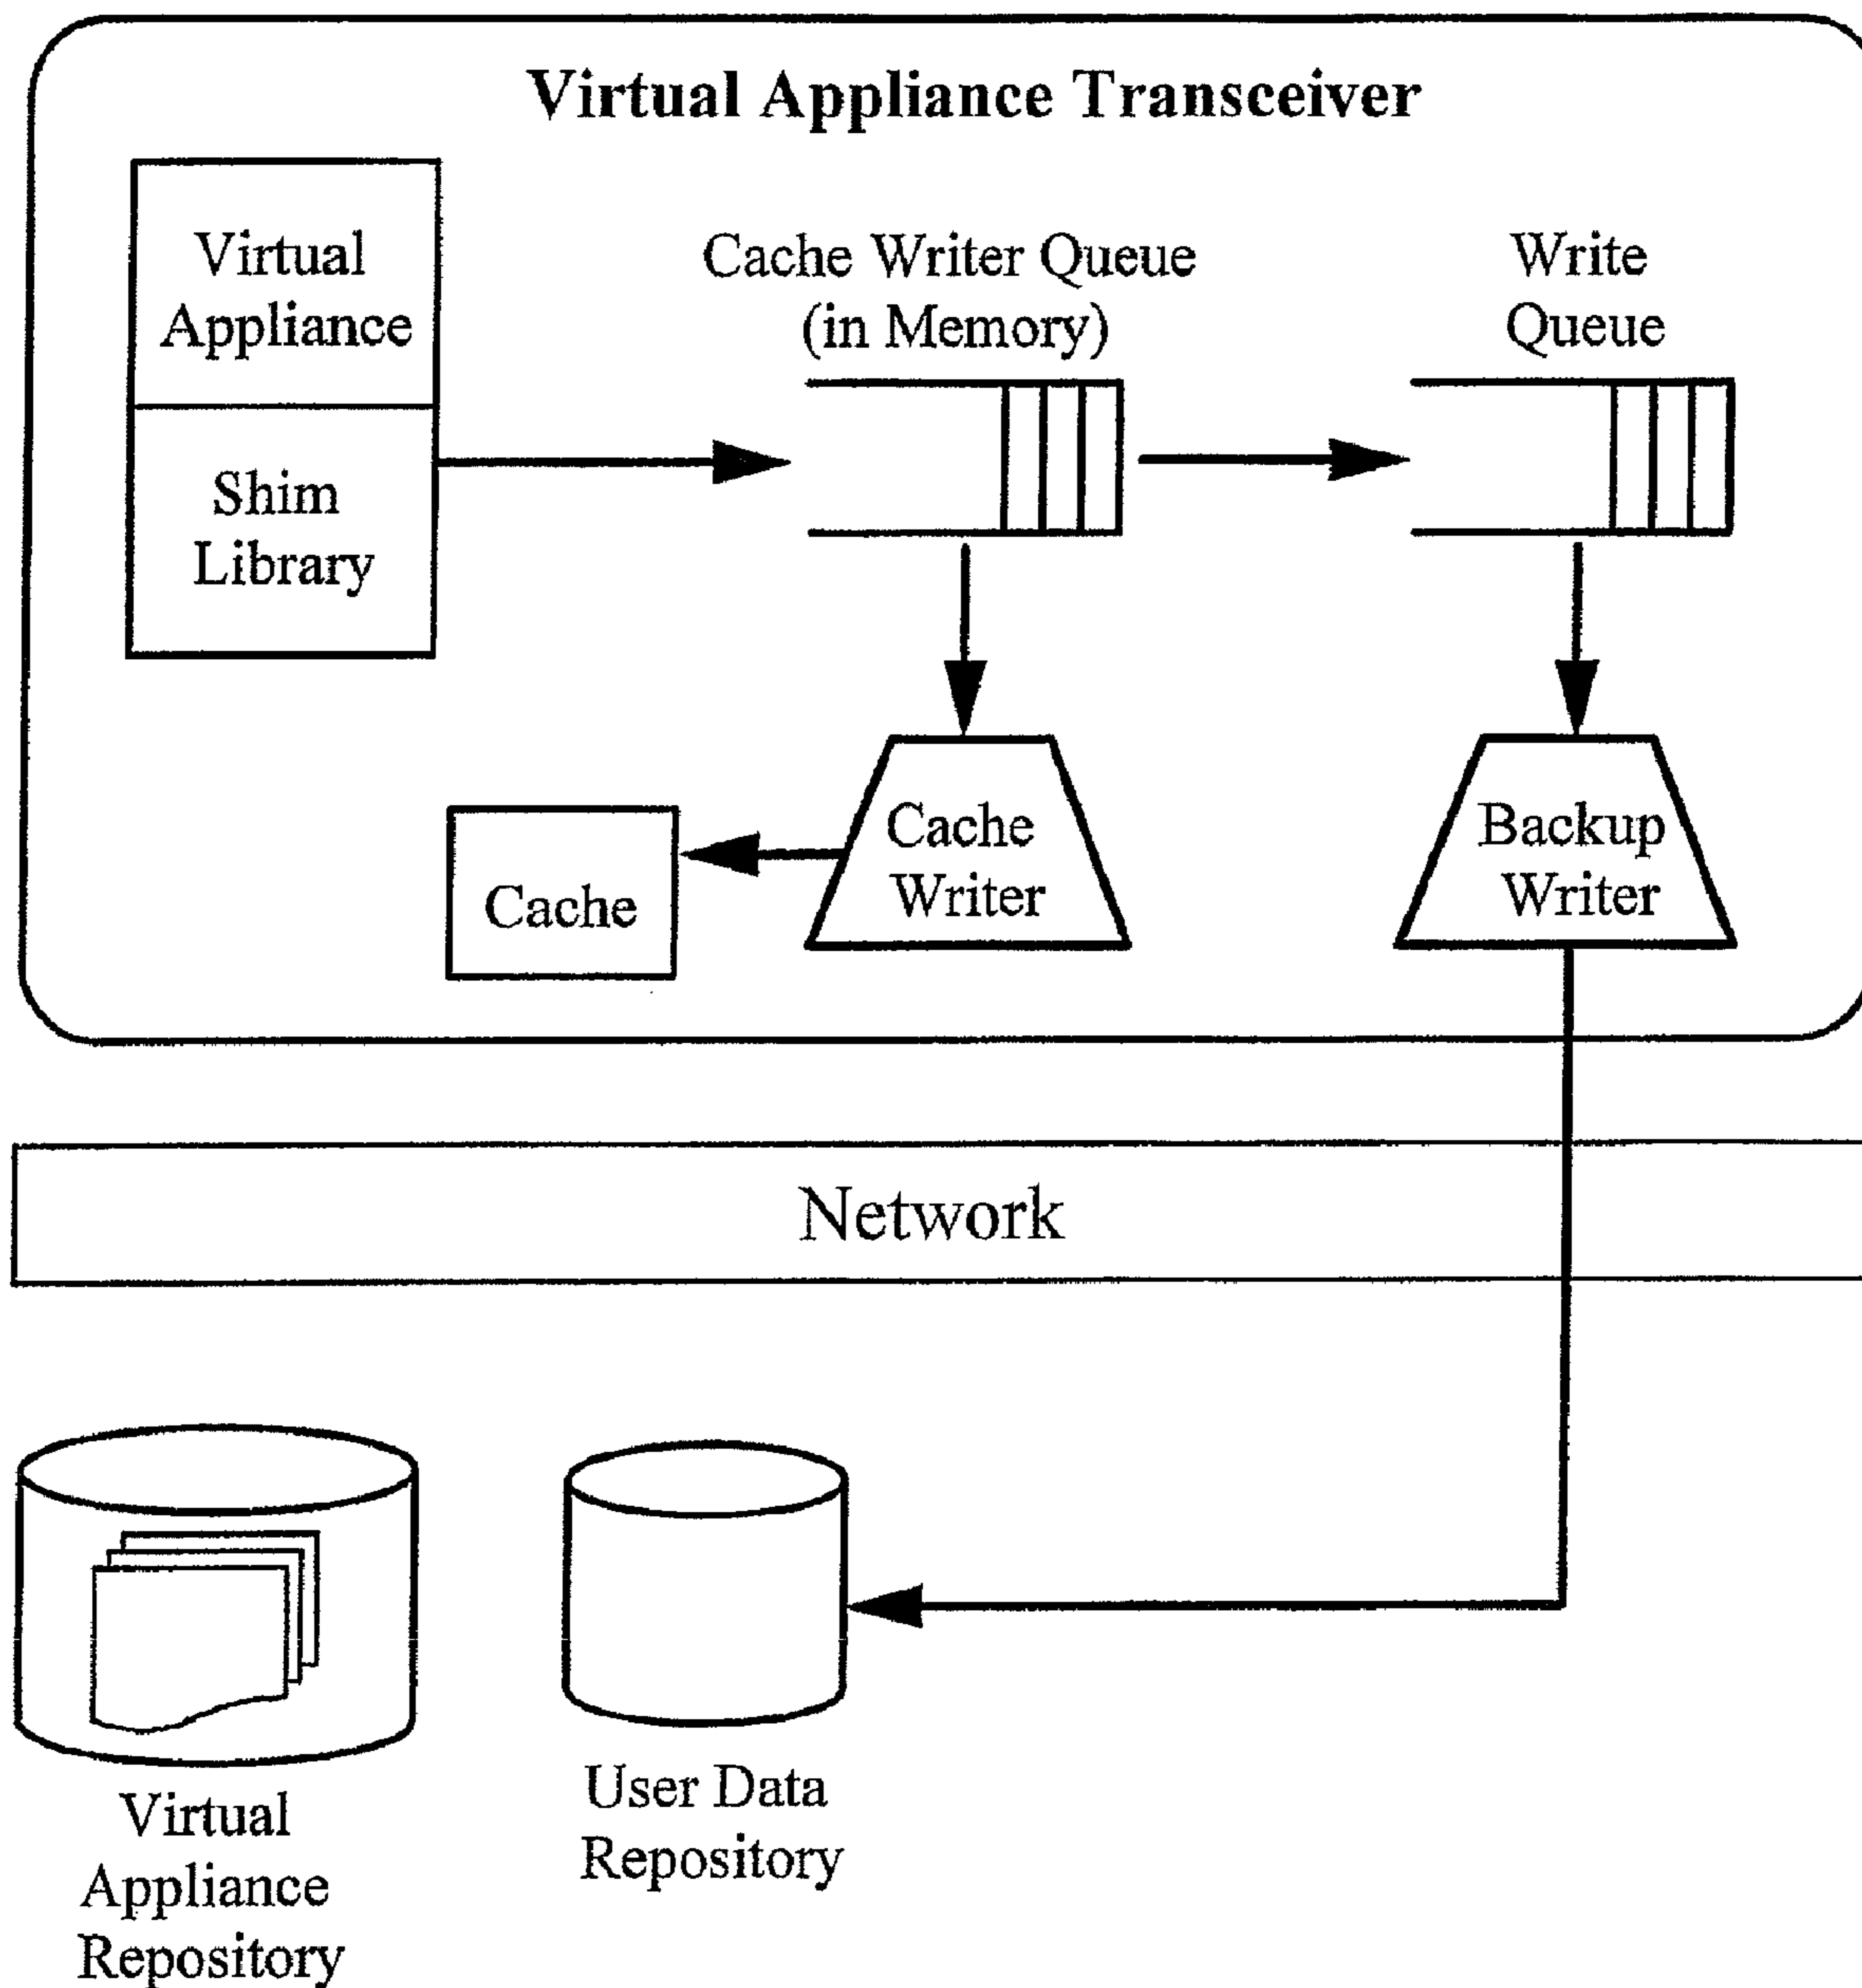 Virtual Appliance Transceiver
Virtual
Appliance
Shim
Library
Cache Writer Queue
(in Memory)
Write
Queue
Cache
Cache
Writer
Backup
Writer
Network
Virtual
Appliance
Repository
User Data
Repository